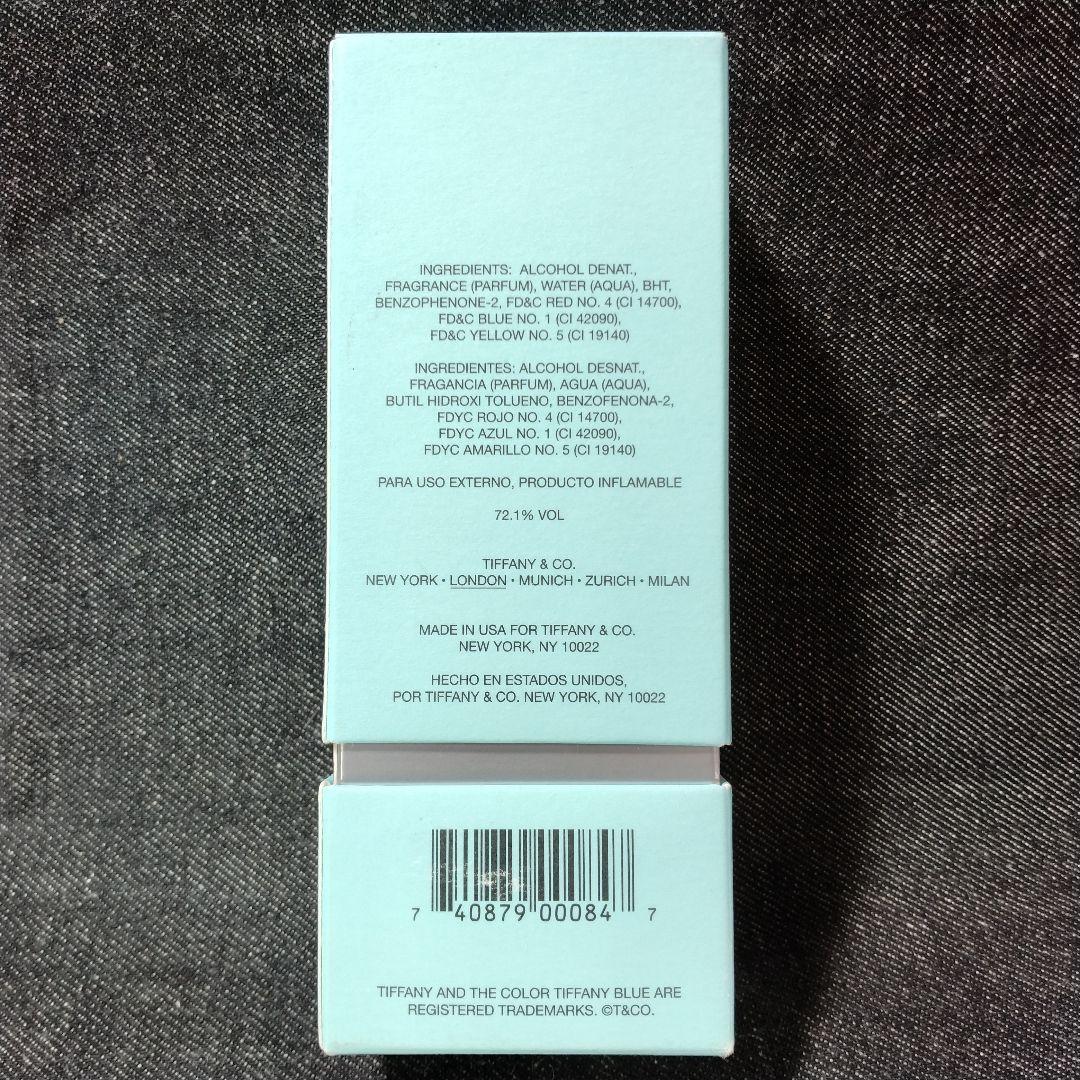 INGREDIENTS: ALCOHOL DENAT.,
FRAGRANCE (PARFUM), WATER (AQUA), BHT,
BENZOPHENONE-2, FD&C RED NO. 4 (CI 14700),
FD&C BLUE NO. 1 (CI 42090),
FD&C YELLOW NO. 5 (CI 19140)
INGREDIENTES: ALCOHOL DESNAT.,
FRAGANCIA (PARFUM), AGUA (AQUA),
BUTIL HIDROXI TOLUENO, BENZOFENONA-2,
FDYC ROJO NO. 4 (CI 14700),
FDYC AZUL NO. 1 (CI 42090),
FDYC AMARILLO NO. 5 (CI 19140)
PARA USO EXTERNO, PRODUCTO INFLAMABLE
72.1% VOL
TIFFANY & CO.
NEW YORK • LONDON • MUNICH • ZURICH • MILAN
MADE IN USA FOR TIFFANY & CO.
NEW YORK, NY 10022
HECHO EN ESTADOS UNIDOS,
POR TIFFANY & CO. NEW YORK, NY 10022
7 40879 00084 7
TIFFANY AND THE COLOR TIFFANY BLUE ARE
REGISTERED TRADEMARKS. ©T&CO.